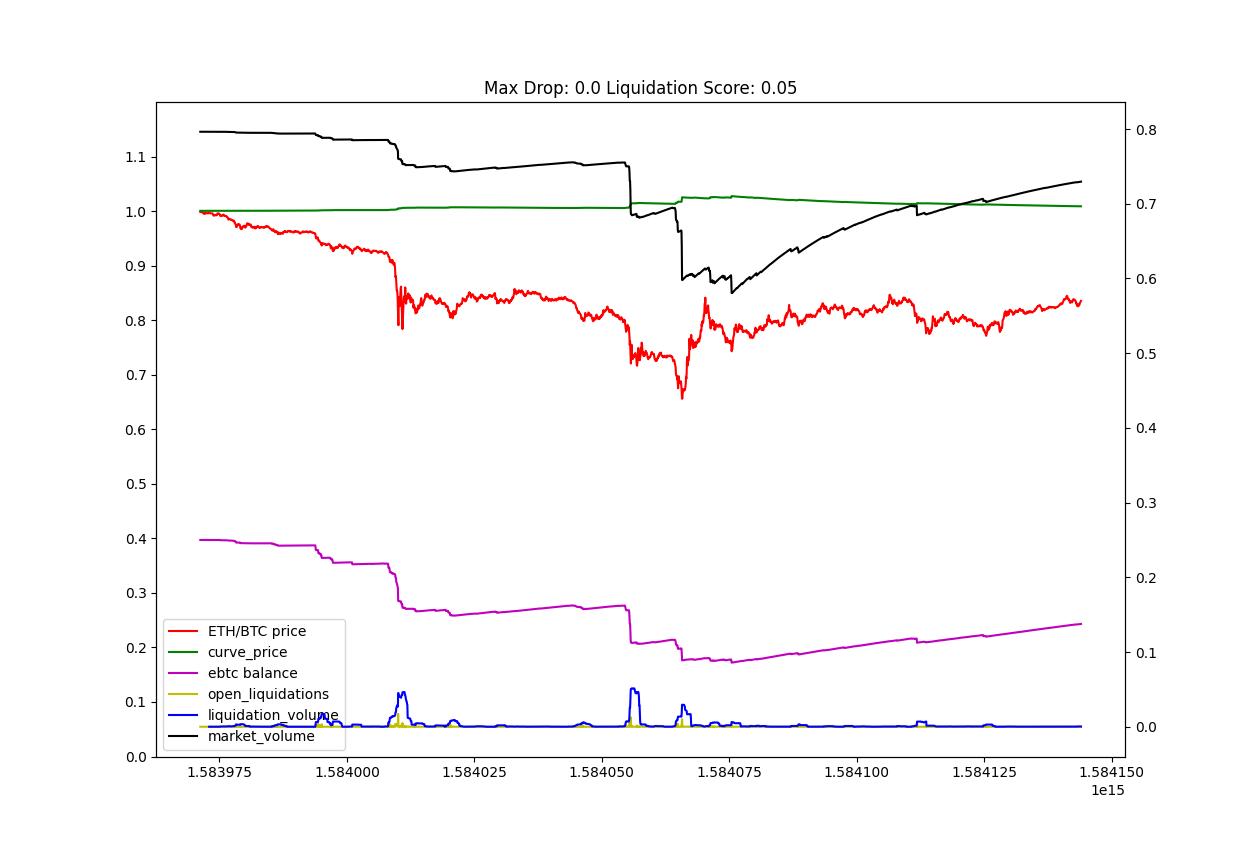 Max Drop: 0.0 Liquidation Score: 0.05
1.1
1.0
0.9
0.8
0.7
0.6
0.5
0.4
0.3
0.2
0.1
0.0
0.8
0.7
0.6
0.5
0.4
0.3
0.2
0.1
0.0
ETH/BTC price
curve_price
ebtc balance
open_liquidations
liquidation_volume
market_volume
1.583975 1.584000 1.584025 1.584050 1.584075 1.584100 1.584125 1.584150
1e15